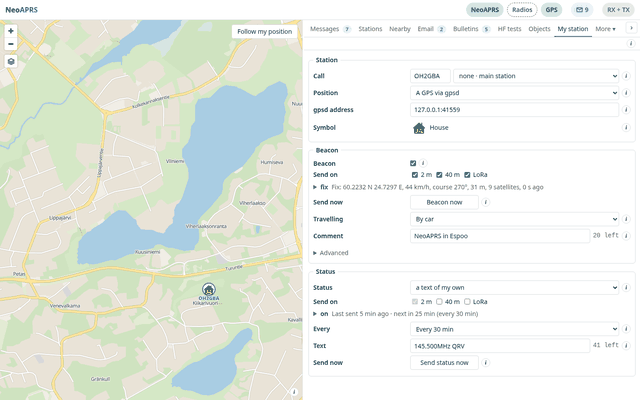 NeoAPRS
NeoAPRS Radios GPS 9 RX + TX
Follow my position
Messages 7 Stations Nearby Email 2 Bulletins 5 HF tests Objects My station More
Station
Call OH2GBA none · main station
Position A GPS via gpsd
gpsd address 127.0.0.1:41559
Symbol House
Beacon
Beacon
Send on 2 m 40 m LoRa
fix Fix: 60.2232 N 24.7297 E, 44 km/h, course 270°, 31 m, 9 satellites, 0 s ago
Send now Beacon now
Travelling By car
Comment NeoAPRS in Espoo 20 left
Advanced
Status
Status a text of my own
Send on 2 m 40 m LoRa
on Last sent 5 min ago · next in 25 min (every 30 min)
Every Every 30 min
Text 145.500MHz QRV 41 left
Send now Send status now
Viherlaaksonranta
Lippajärvi
Petas
Turuntie
OH2GBA
Venevalkama
Gränkull